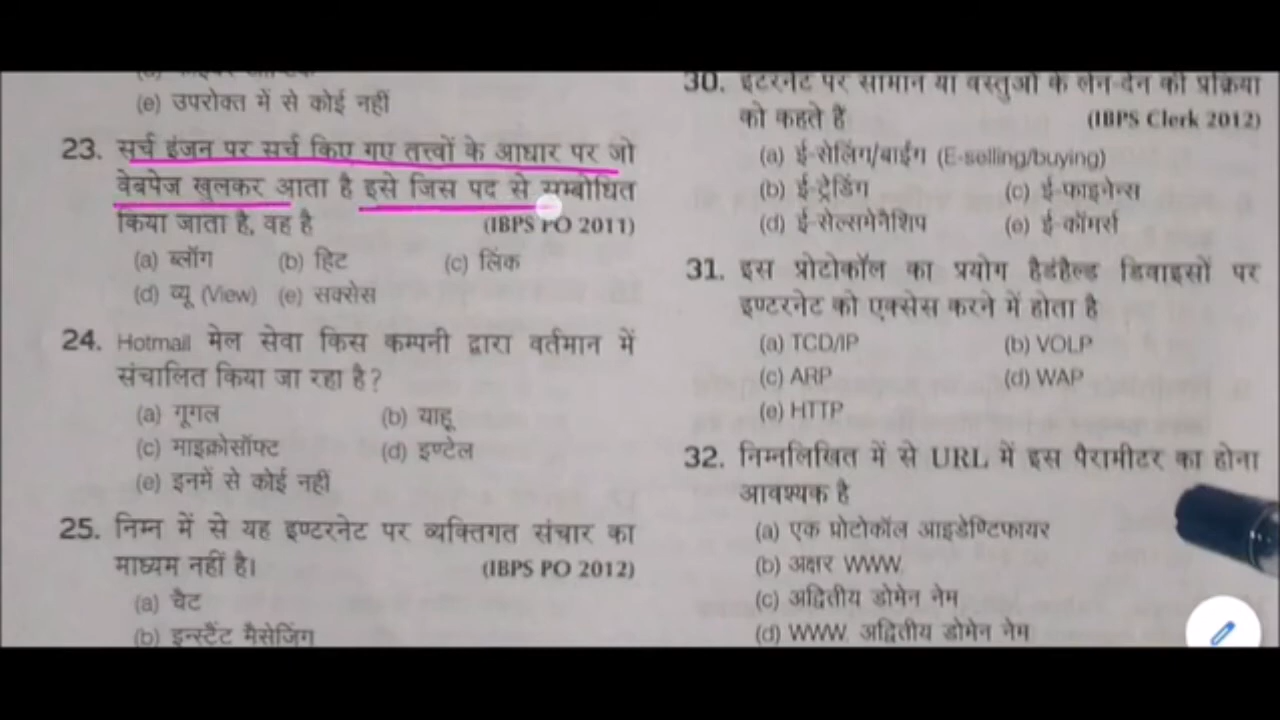 (e) उपरोक्त में से कोई नहीं
23. सर्च इंजन पर सर्च किए गए तत्त्वों के आधार पर जो
वेबपेज खुलकर आता है इसे जिस पद से सम्बोधित
किया जाता है, वह है (IBPS PO 2011)
(a) ब्लॉग (b) हिट (c) लिंक
(d) व्यू (View) (e) सक्सेस
24. Hotmail मेल सेवा किस कम्पनी द्वारा वर्तमान में
संचालित किया जा रहा है?
(a) गूगल (b) याहू
(c) माइक्रोसॉफ्ट (d) इण्टेल
(e) इनमें से कोई नहीं
25. निम्न में से यह इण्टरनेट पर व्यक्तिगत संचार का
माध्यम नहीं है। (IBPS PO 2012)
(a) चैट
(b) इन्स्टैंट मैसेजिंग
30. इंटरनेट पर सामान या वस्तुओं के लेन-देन की प्रक्रिया
को कहते हैं (IBPS Clerk 2012)
(a) ई-सेलिंग/बाईंग (E-selling/buying)
(b) ई-ट्रेडिंग (c) ई-फाइनेन्स
(d) ई-सेल्समेनैशिप (e) ई-कॉमर्स
31. इस प्रोटोकॉल का प्रयोग हैडंहैल्ड डिवाइसों पर
इण्टरनेट को एक्सेस करने में होता है
(a) TCD/IP (b) VOLP
(c) ARP (d) WAP
(e) HTTP
32. निम्नलिखित में से URL में इस पैरामीटर का होना
आवश्यक है
(a) एक प्रोटोकॉल आइडेण्टिफायर
(b) अक्षर WWW.
(c) अद्वितीय डोमेन नेम
(d) WWW. अद्वितीय डोमेन नेम